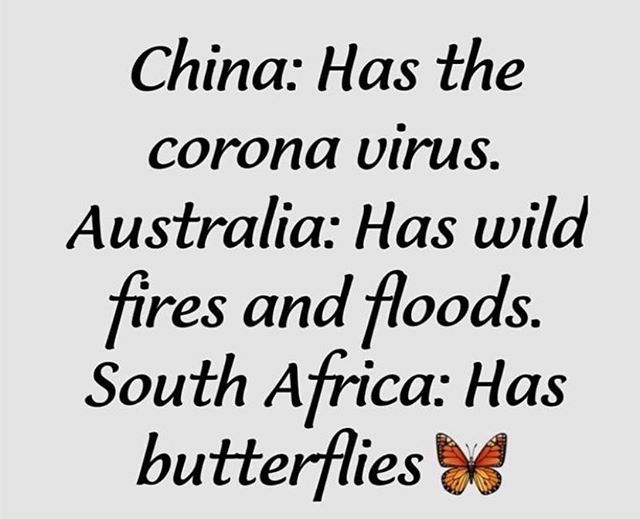 China: Has the
corona virus.
Australia: Has wild
fires and floods.
South Africa: Has
butterflies🦋